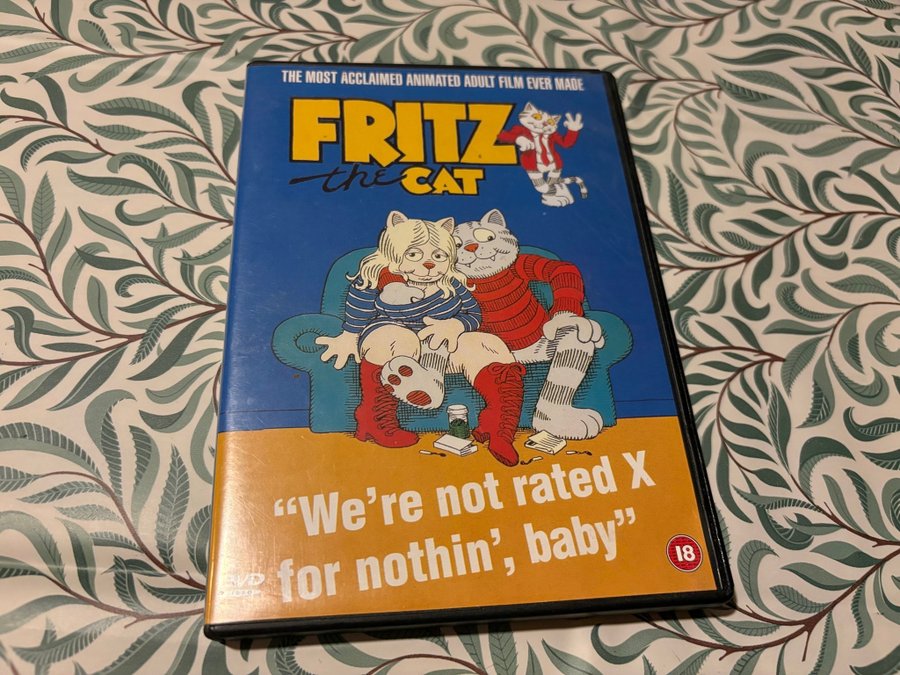 THE MOST ACCLAIMED ANIMATED ADULT FILM EVER MADE
FRITZ
the CAT
“We’re not rated X
for nothin’, baby”
18